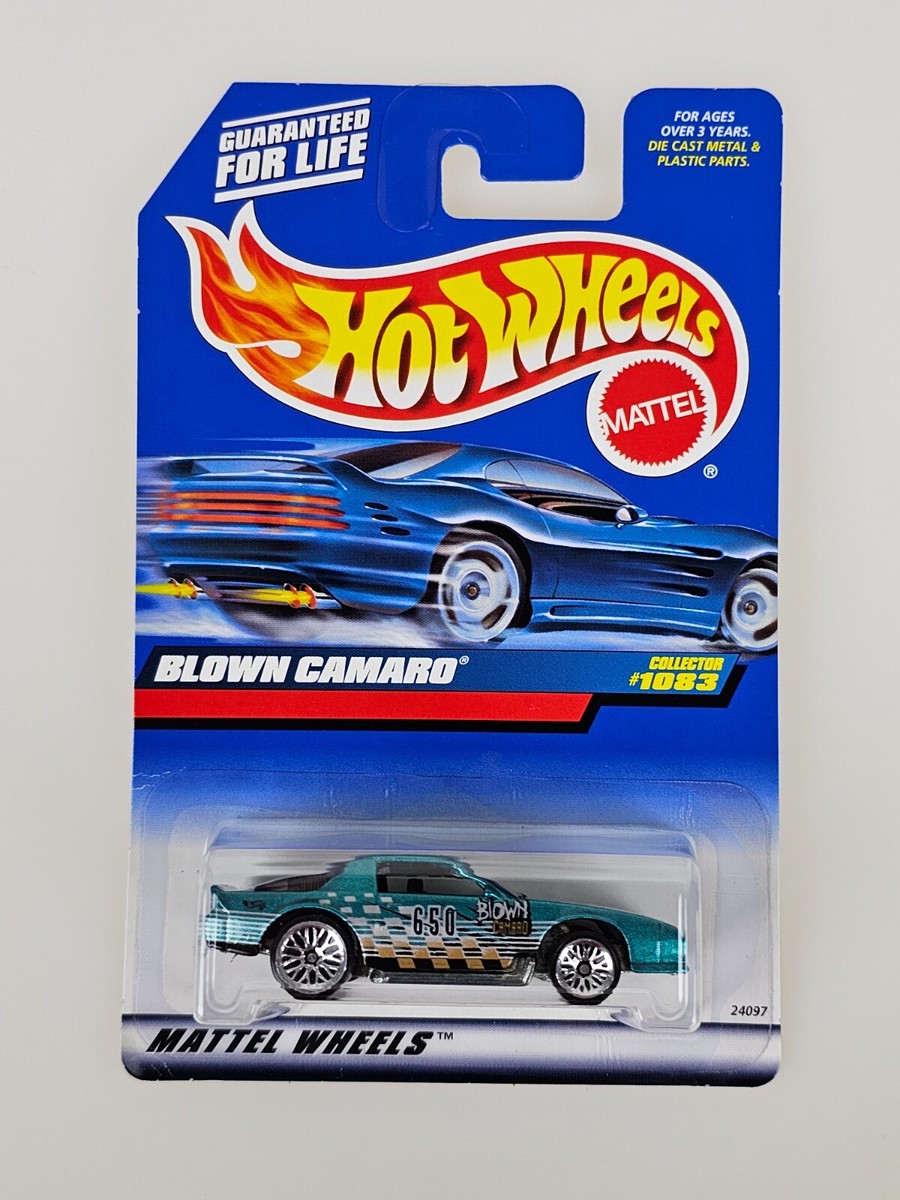 GUARANTEED
FOR LIFE
FOR AGES
OVER 3 YEARS.
DIE CAST METAL &
PLASTIC PARTS.
HOT WHEELS
MATTEL
®
BLOWN CAMARO®
COLLECTOR
#1083
650
BLOWN
CAMARO
24097
MATTEL WHEELS™